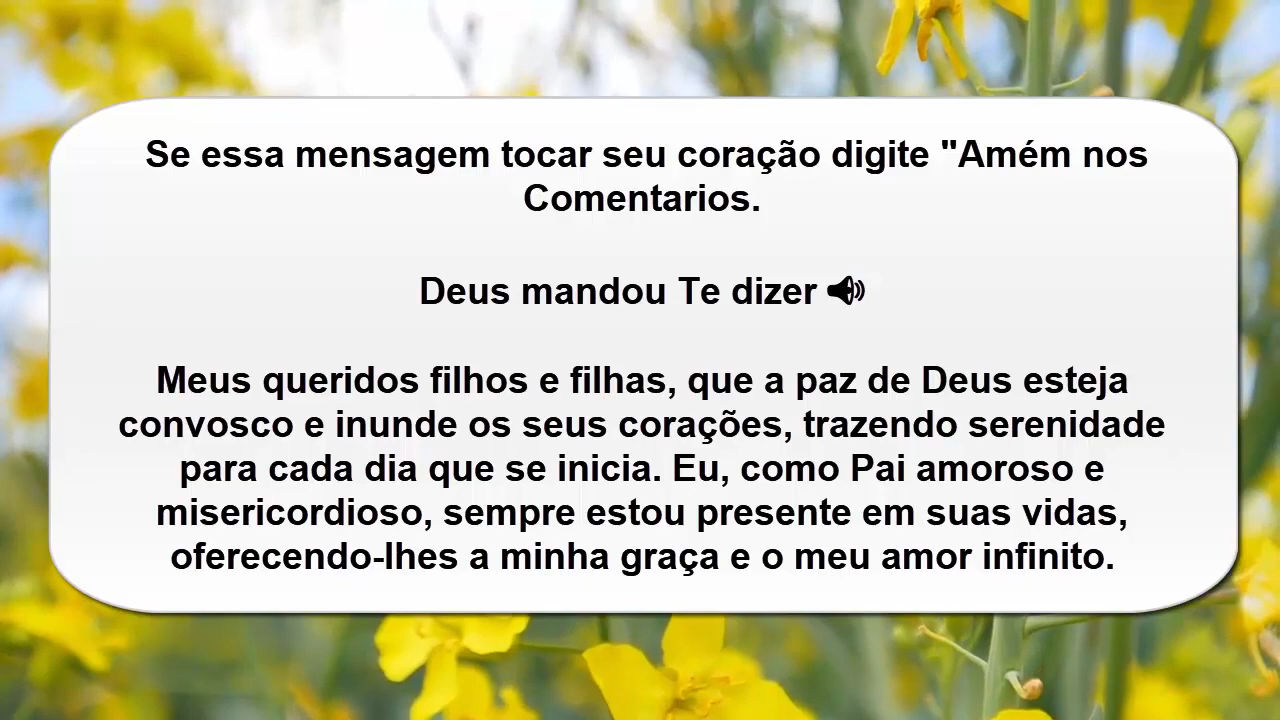 Se essa mensagem tocar seu coração digite "Amém nos
Comentarios.
Deus mandou Te dizer 🔊
Meus queridos filhos e filhas, que a paz de Deus esteja
convosco e inunde os seus corações, trazendo serenidade
para cada dia que se inicia. Eu, como Pai amoroso e
misericordioso, sempre estou presente em suas vidas,
oferecendo-lhes a minha graça e o meu amor infinito.